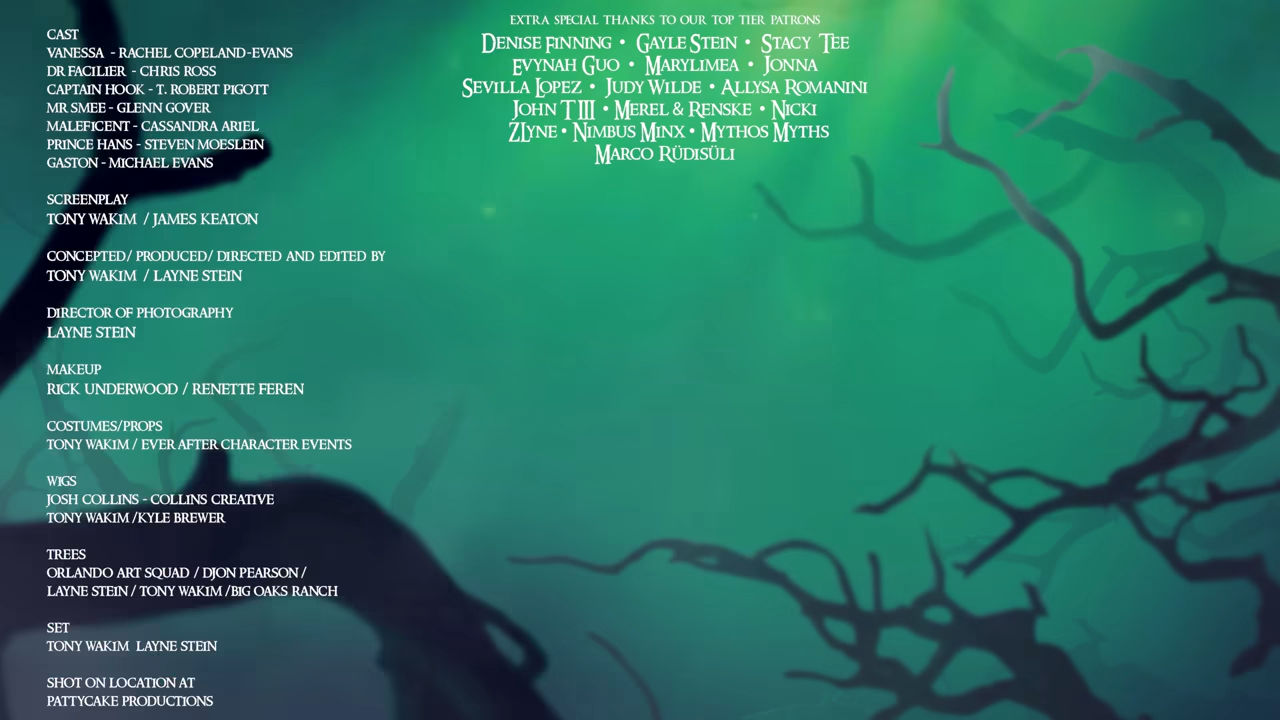 CAST
VANESSA - RACHEL COPELAND-EVANS
DR FACILIER - CHRIS ROSS
CAPTAIN HOOK - T. ROBERT PIGOTT
MR SMEE - GLENN GOVER
MALEFICENT - CASSANDRA ARIEL
PRINCE HANS - STEVEN MOESLEIN
GASTON - MICHAEL EVANS
SCREENPLAY
TONY WAKIM / JAMES KEATON
CONCEPTED/ PRODUCED/ DIRECTED AND EDITED BY
TONY WAKIM / LAYNE STEIN
DIRECTOR OF PHOTOGRAPHY
LAYNE STEIN
MAKEUP
RICK UNDERWOOD / RENETTE FEREN
COSTUMES/PROPS
TONY WAKIM / EVER AFTER CHARACTER EVENTS
WIGS
JOSH COLLINS - COLLINS CREATIVE
TONY WAKIM /KYLE BREWER
TREES
ORLANDO ART SQUAD / DJON PEARSON /
LAYNE STEIN / TONY WAKIM /BIG OAKS RANCH
SET
TONY WAKIM LAYNE STEIN
SHOT ON LOCATION AT
PATTYCAKE PRODUCTIONS
EXTRA SPECIAL THANKS TO OUR TOP TIER PATRONS
DENISE FINNING • GAYLE STEIN • STACY TEE
EVYNAH GUO • MARYLIMEA • JONNA
SEVILLA LOPEZ • JUDY WILDE • ALLYSA ROMANINI
JOHN T III • MEREL & RENSKE • NICKI
ZLYNE • NIMBUS MINX • MYTHOS MYTHS
MARCO RÜDISÜLI